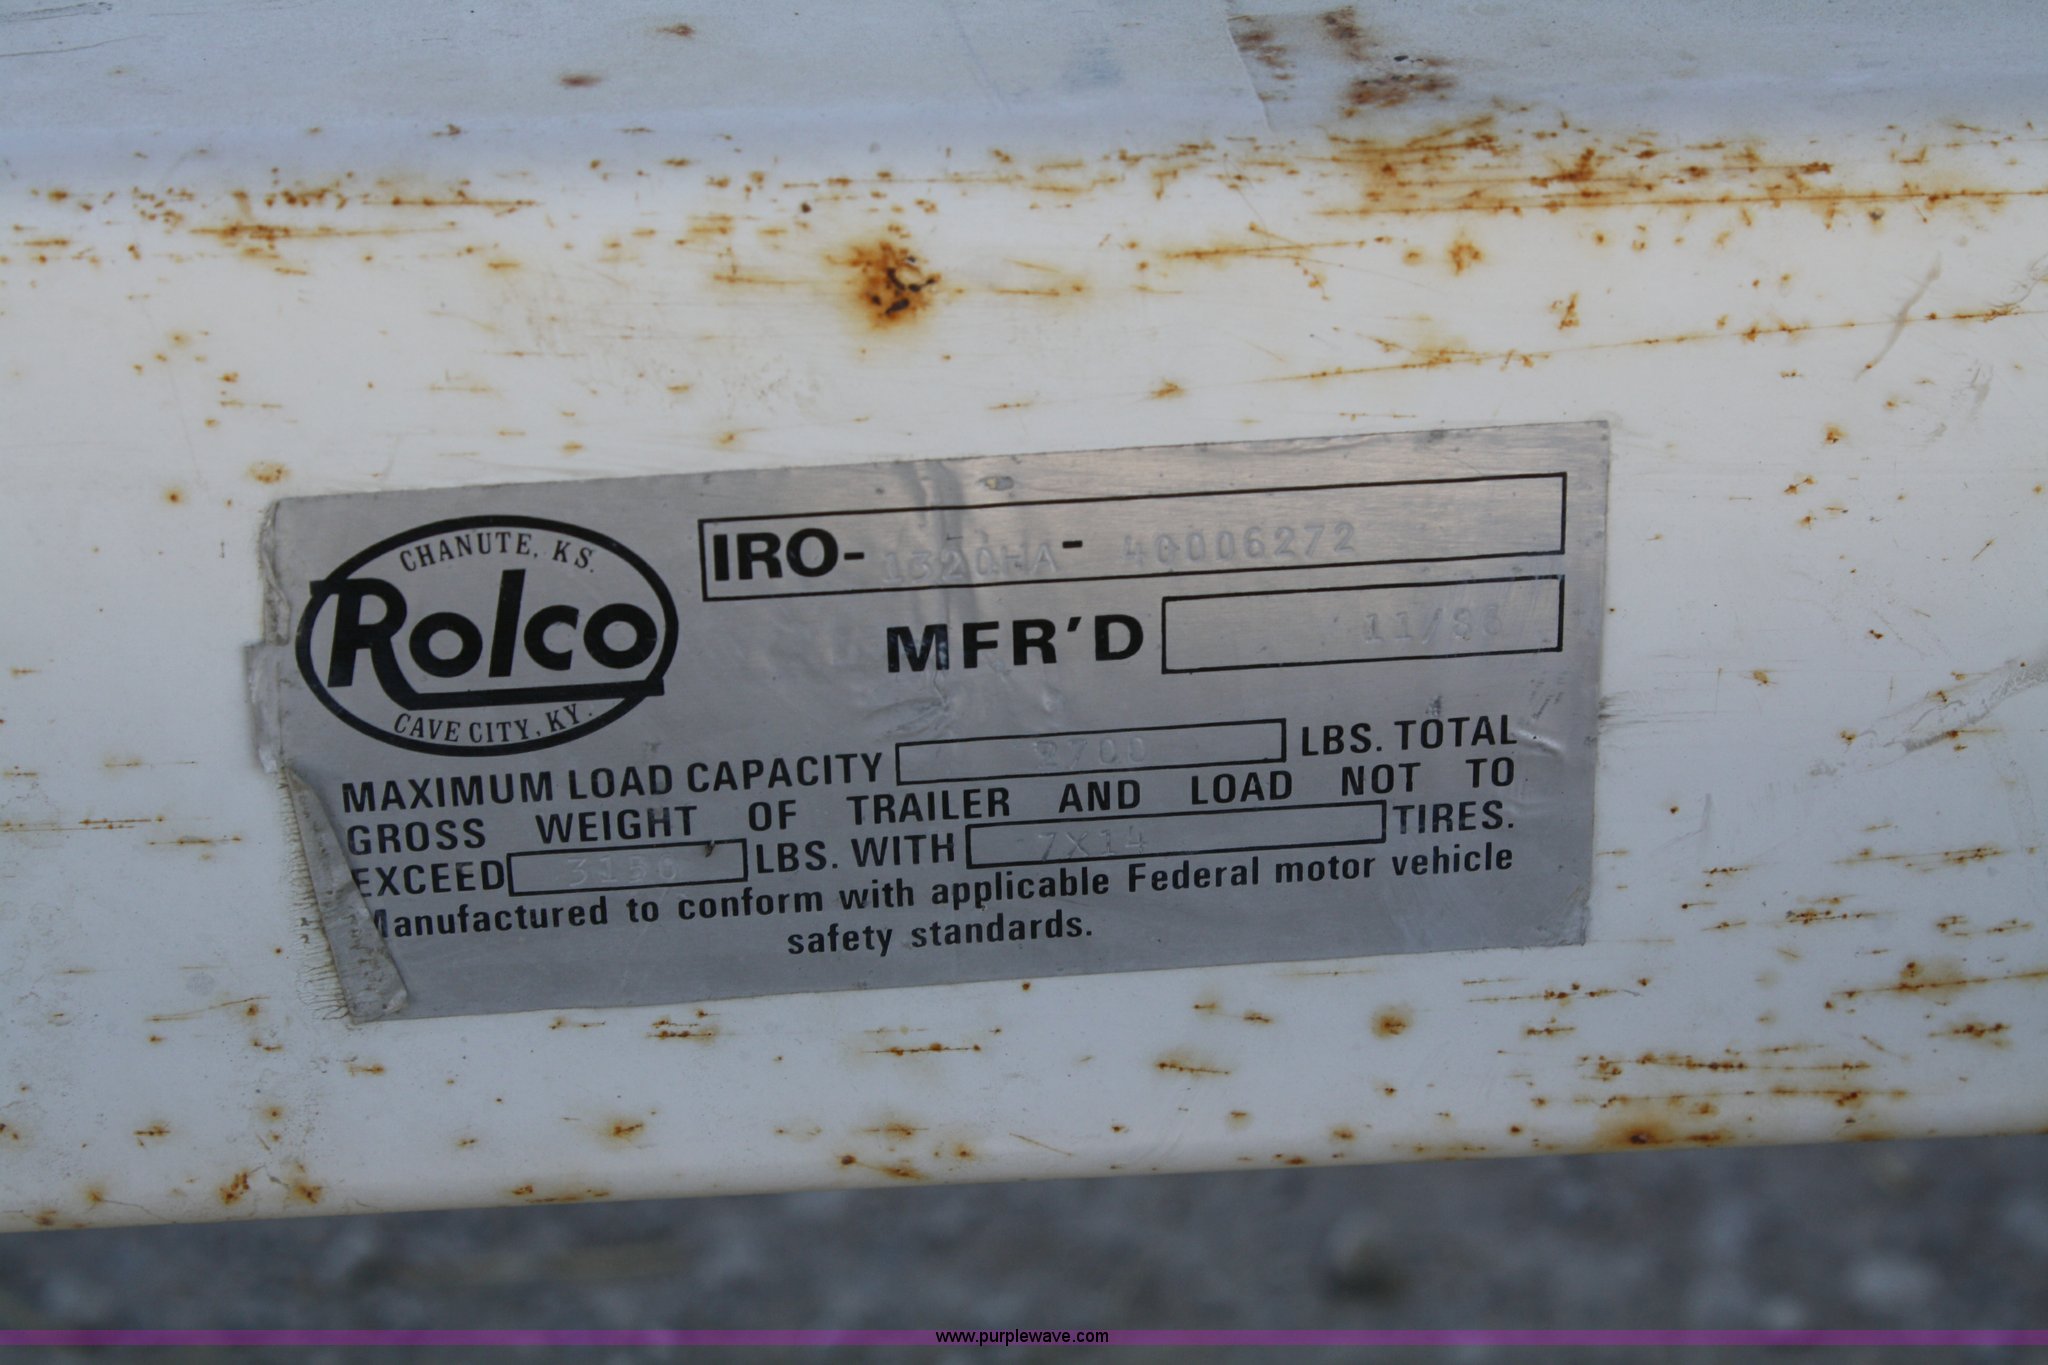 CHANUTE, KS.
Rolco
CAVE CITY, KY.
IRO- 1320HA - 40006272
MFR'D 11/86
MAXIMUM LOAD CAPACITY 2700 LBS. TOTAL
GROSS WEIGHT OF TRAILER AND LOAD NOT TO
EXCEED 3150 LBS. WITH 7X14 TIRES.
Manufactured to conform with applicable Federal motor vehicle
safety standards.
www.purplewave.com